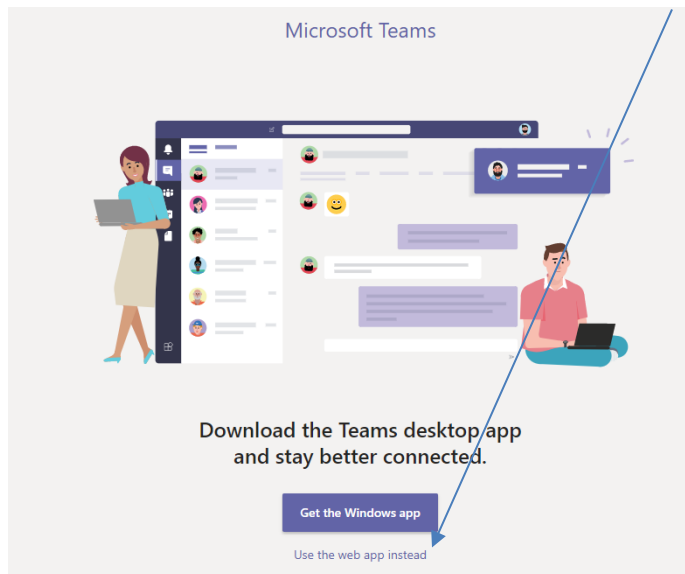 Microsoft Teams
Download the Teams desktop app
and stay better connected.
Get the Windows app
Use the web app instead